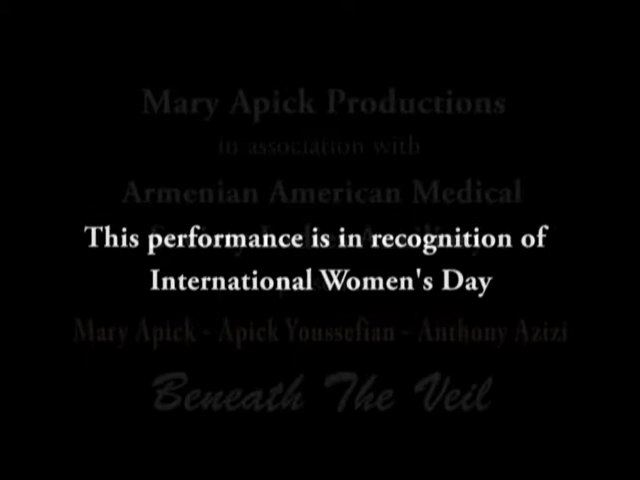 Mary Apick Productions
in association with
Armenian American Medical
This performance is in recognition of
International Women's Day
Mary Apick - Apick Youssefian - Anthony Azizi
Beneath The Veil